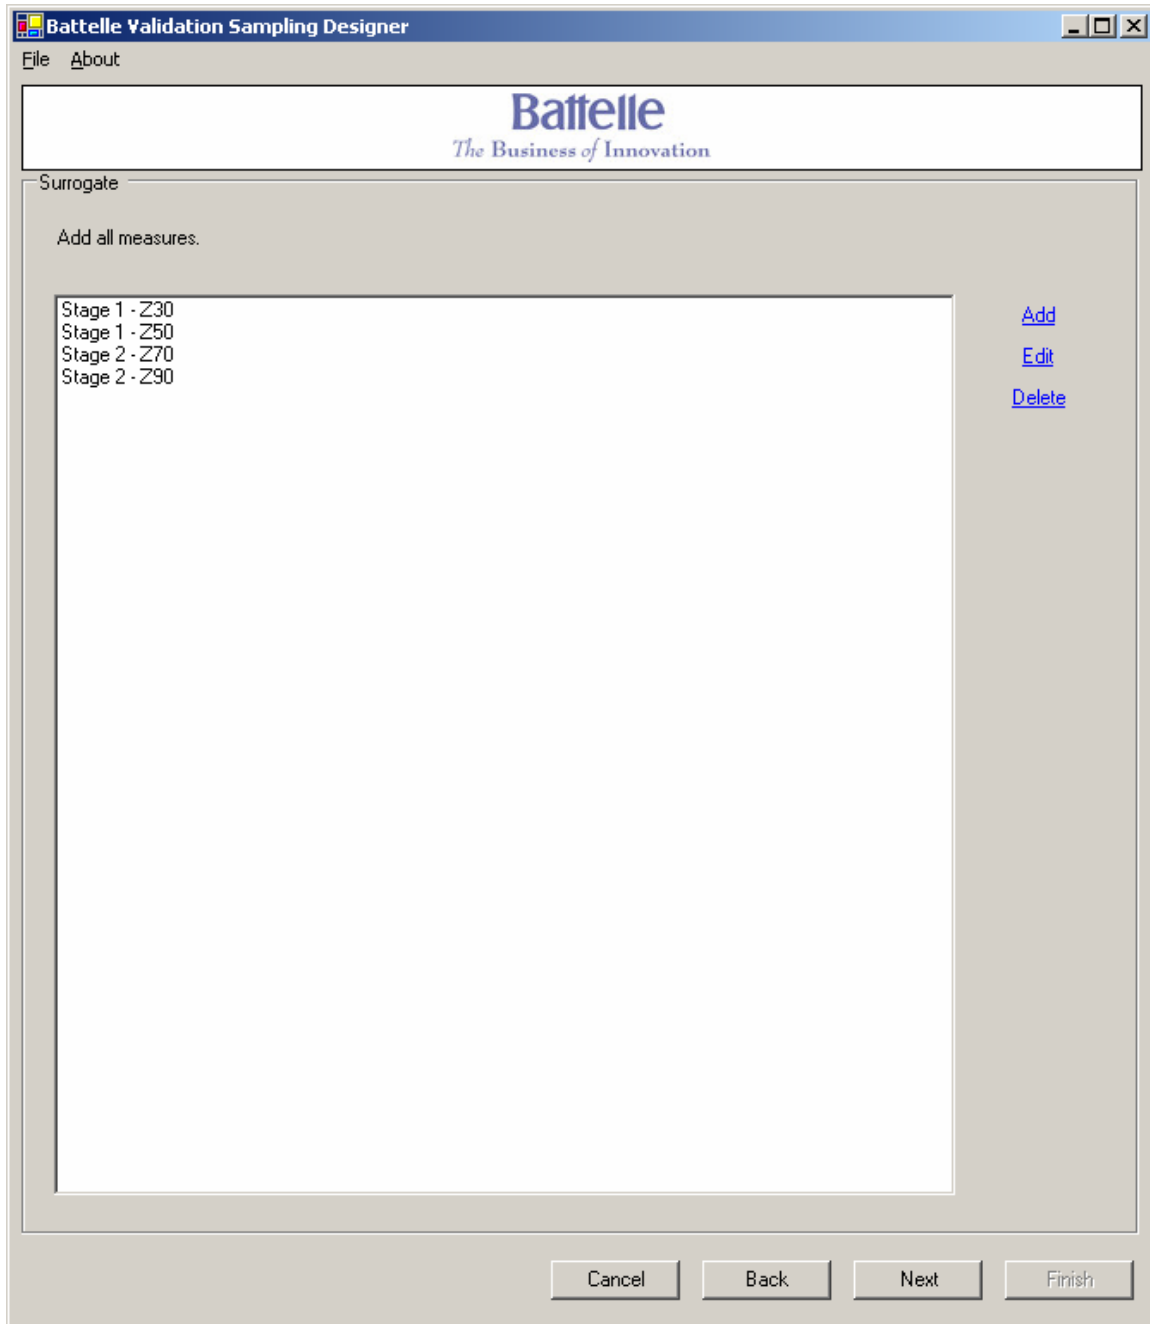 Battelle Validation Sampling Designer
File About
Battelle
The Business of Innovation
Surrogate
Add all measures.
Stage 1 - Z30
Stage 1 - Z50
Stage 2 - Z70
Stage 2 - Z90
Add
Edit
Delete
Cancel Back Next Finish